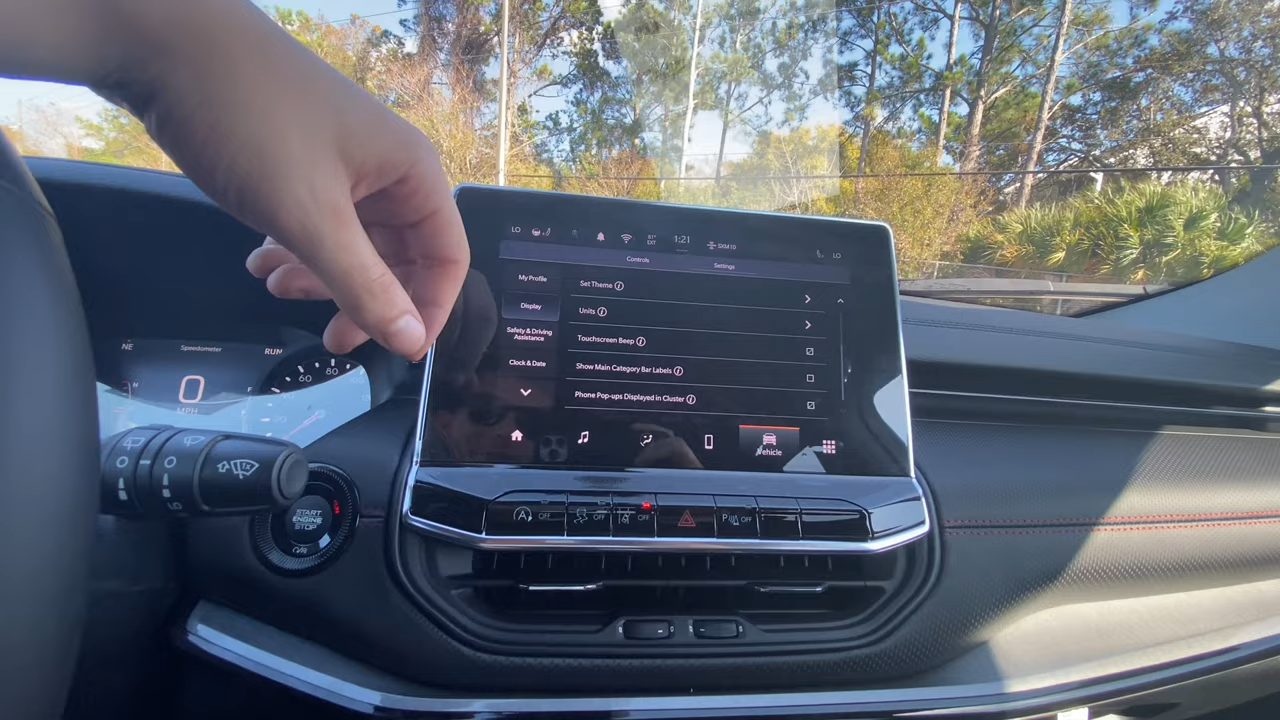 LO
81°
EXT
1:21
SXM10
LO
Controls
Settings
My Profile
Display
Safety & Driving
Assistance
Clock & Date
Set Theme
Units
Touchscreen Beep
Show Main Category Bar Labels
Phone Pop-ups Displayed in Cluster
Vehicle
NE
Speedometer
RUN
0
MPH
H
F
60
80
100
START
ENGINE
STOP
OFF
OFF
OFF
P
OFF